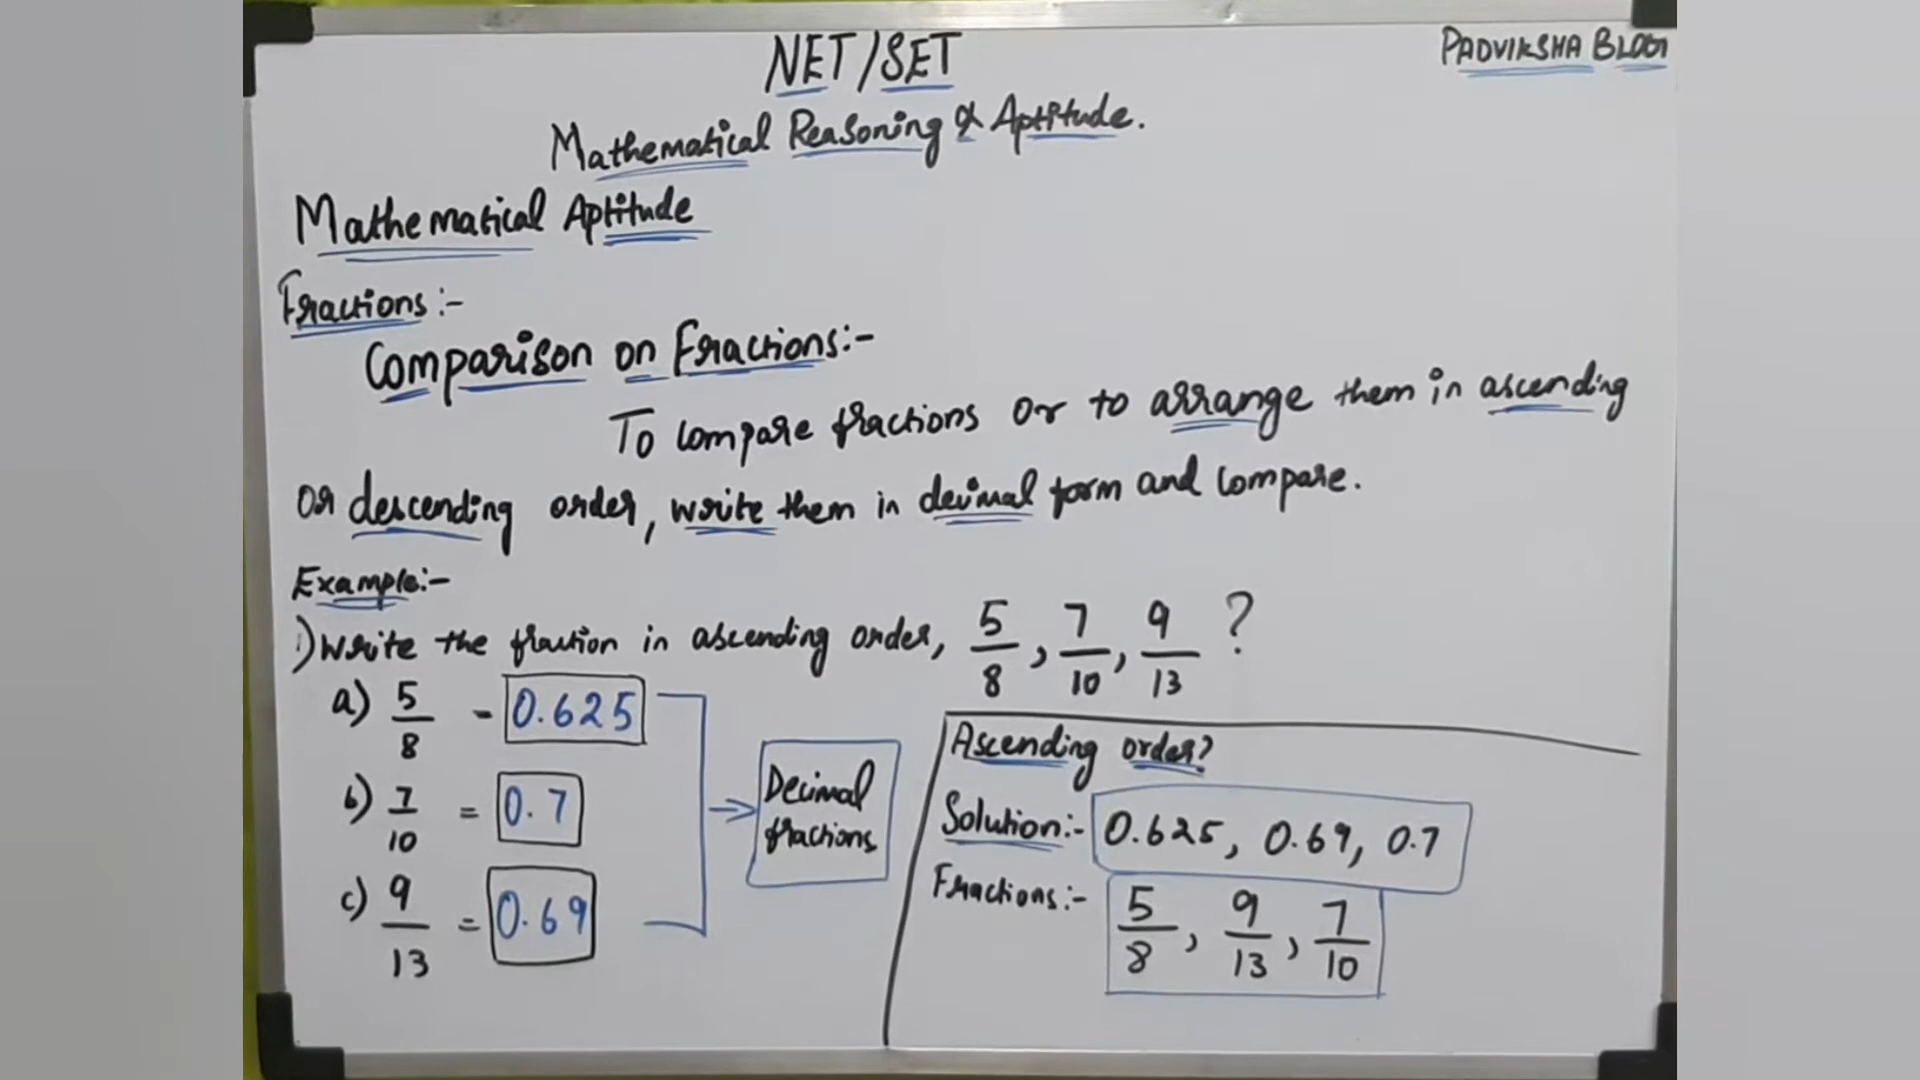 NET/SET
PADVIKSHA BLOG
Mathematical Reasoning & Aptitude.
Mathematical Aptitude
Fractions:-
Comparison on Fractions:-
To compare fractions or to arrange them in ascending
or descending order, write them in decimal form and compare.
Example:-
1) Write the fraction in ascending order, 5/8, 7/10, 9/13 ?
a) 5/8 - 0.625
b) 7/10 = 0.7
c) 9/13 = 0.69
Decimal
fractions
Ascending order?
Solution:- 0.625, 0.69, 0.7
Fractions:- 5/8, 9/13, 7/10